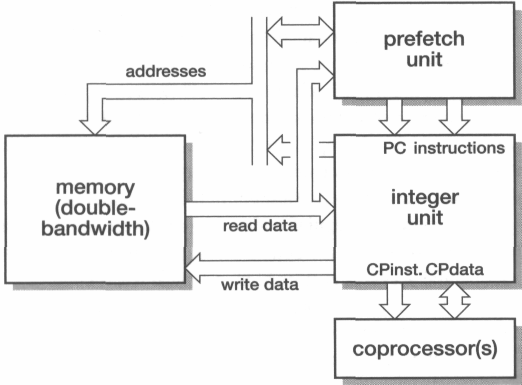 prefetch
unit
addresses
PC instructions
memory
(double-
bandwidth)
integer
unit
read data
CPinst. CPdata
write data
coprocessor(s)